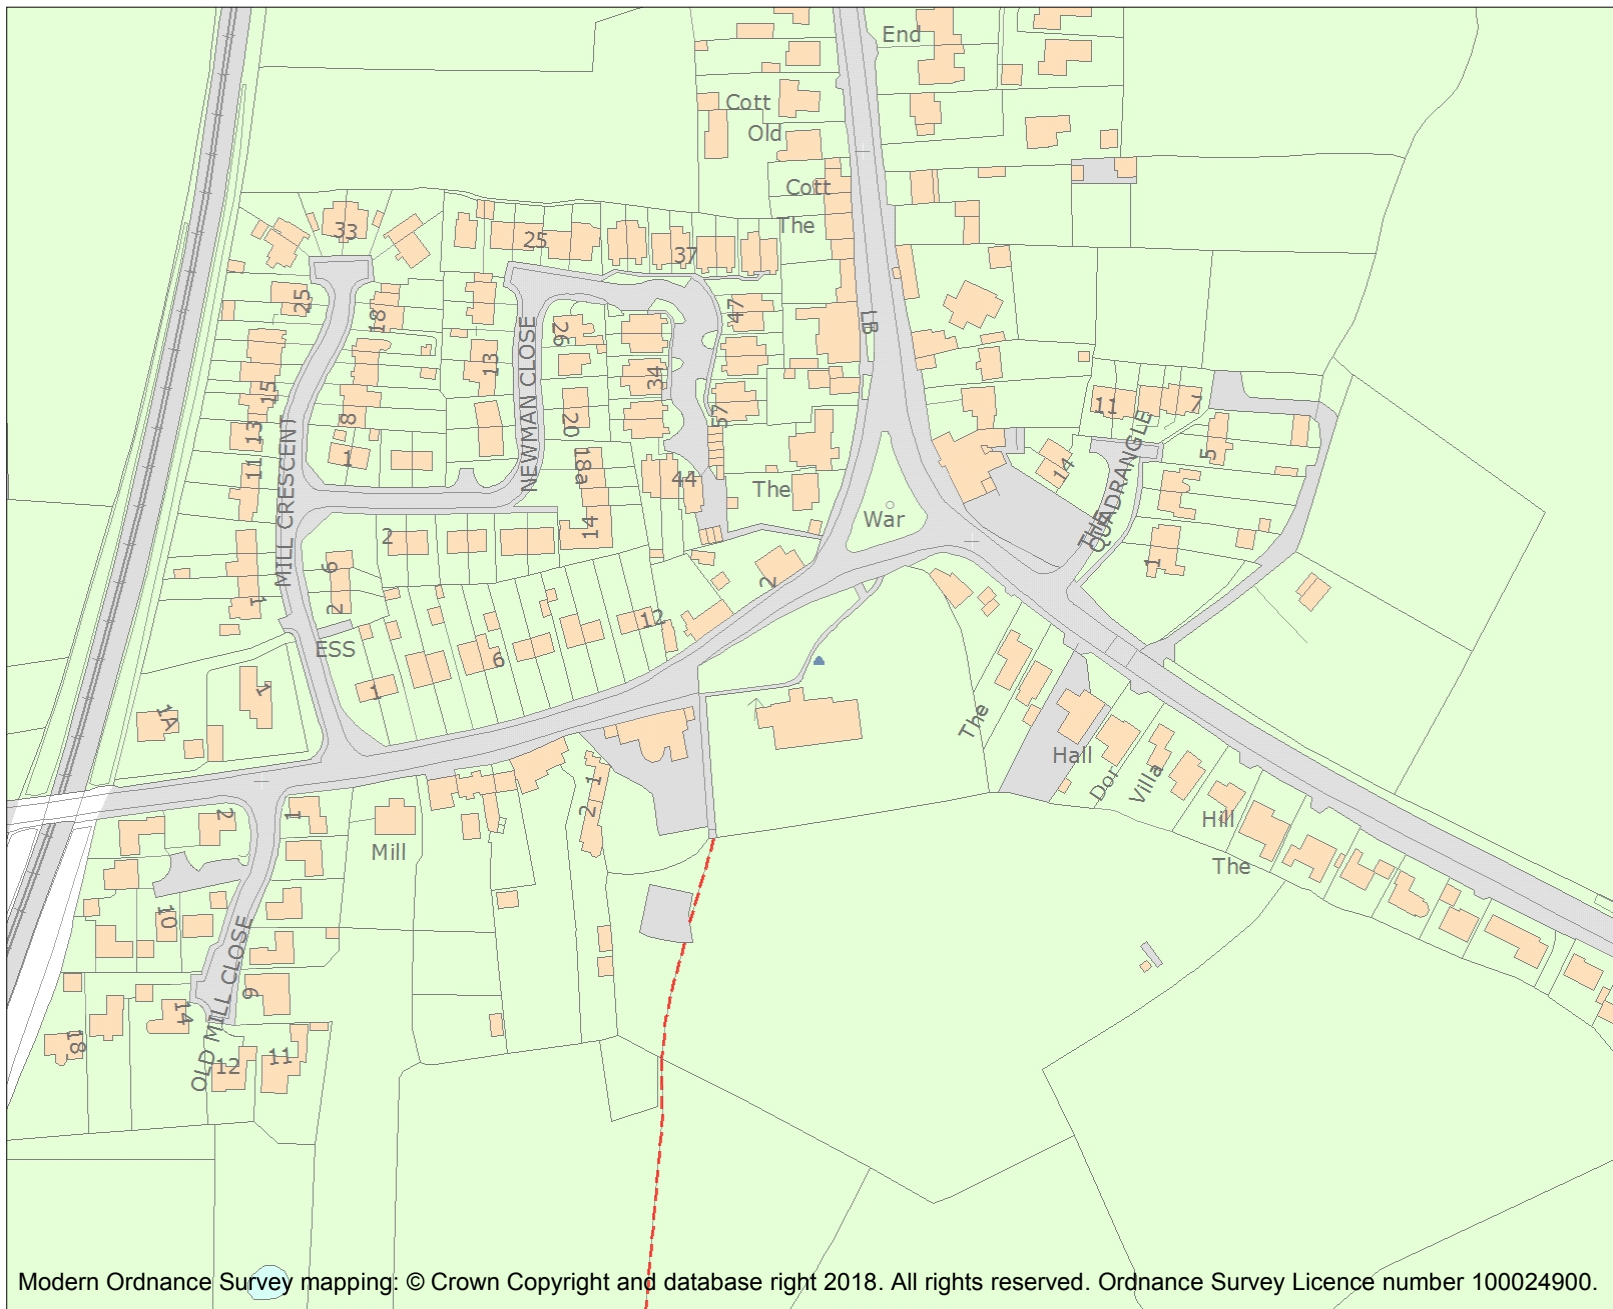 End
Cott
Old
Cott
The
33
25
37
25
18
47
LB
26
13
34
15
8
57
11
7
NEWMAN CLOSE
20
13
MILL CRESCENT
1
11
18a
44
The
14
5
THE
QUADRANGLE
War
2
14
6
2
1
1
2
12
ESS
6
1
1
1A
The
Hall
Dor
Villa
1
2
2
1
Hill
Mill
The
10
OLD MILL CLOSE
9
14
18
12
11
Modern Ordnance Survey mapping: © Crown Copyright and database right 2018. All rights reserved. Ordnance Survey Licence number 100024900.